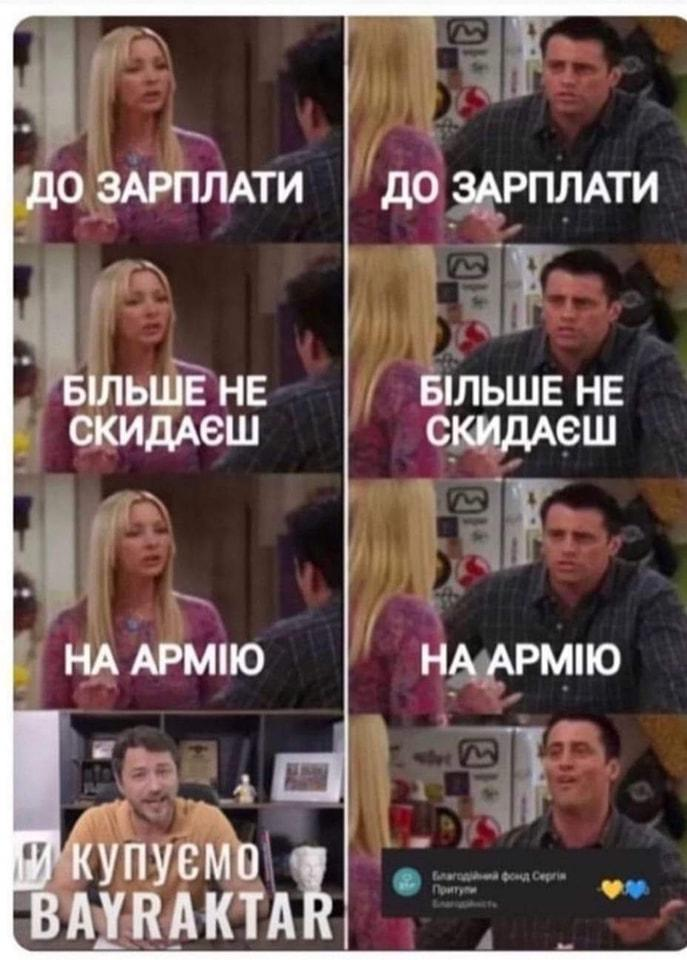 ДО ЗАРПЛАТИ
ДО ЗАРПЛАТИ
БІЛЬШЕ НЕ
СКИДАЄШ
БІЛЬШЕ НЕ
СКИДАЄШ
НА АРМІЮ
НА АРМІЮ
И КУПУЄМО
BAYRAKTAR
Благодійний фонд Сергія
Притули
Благодійність